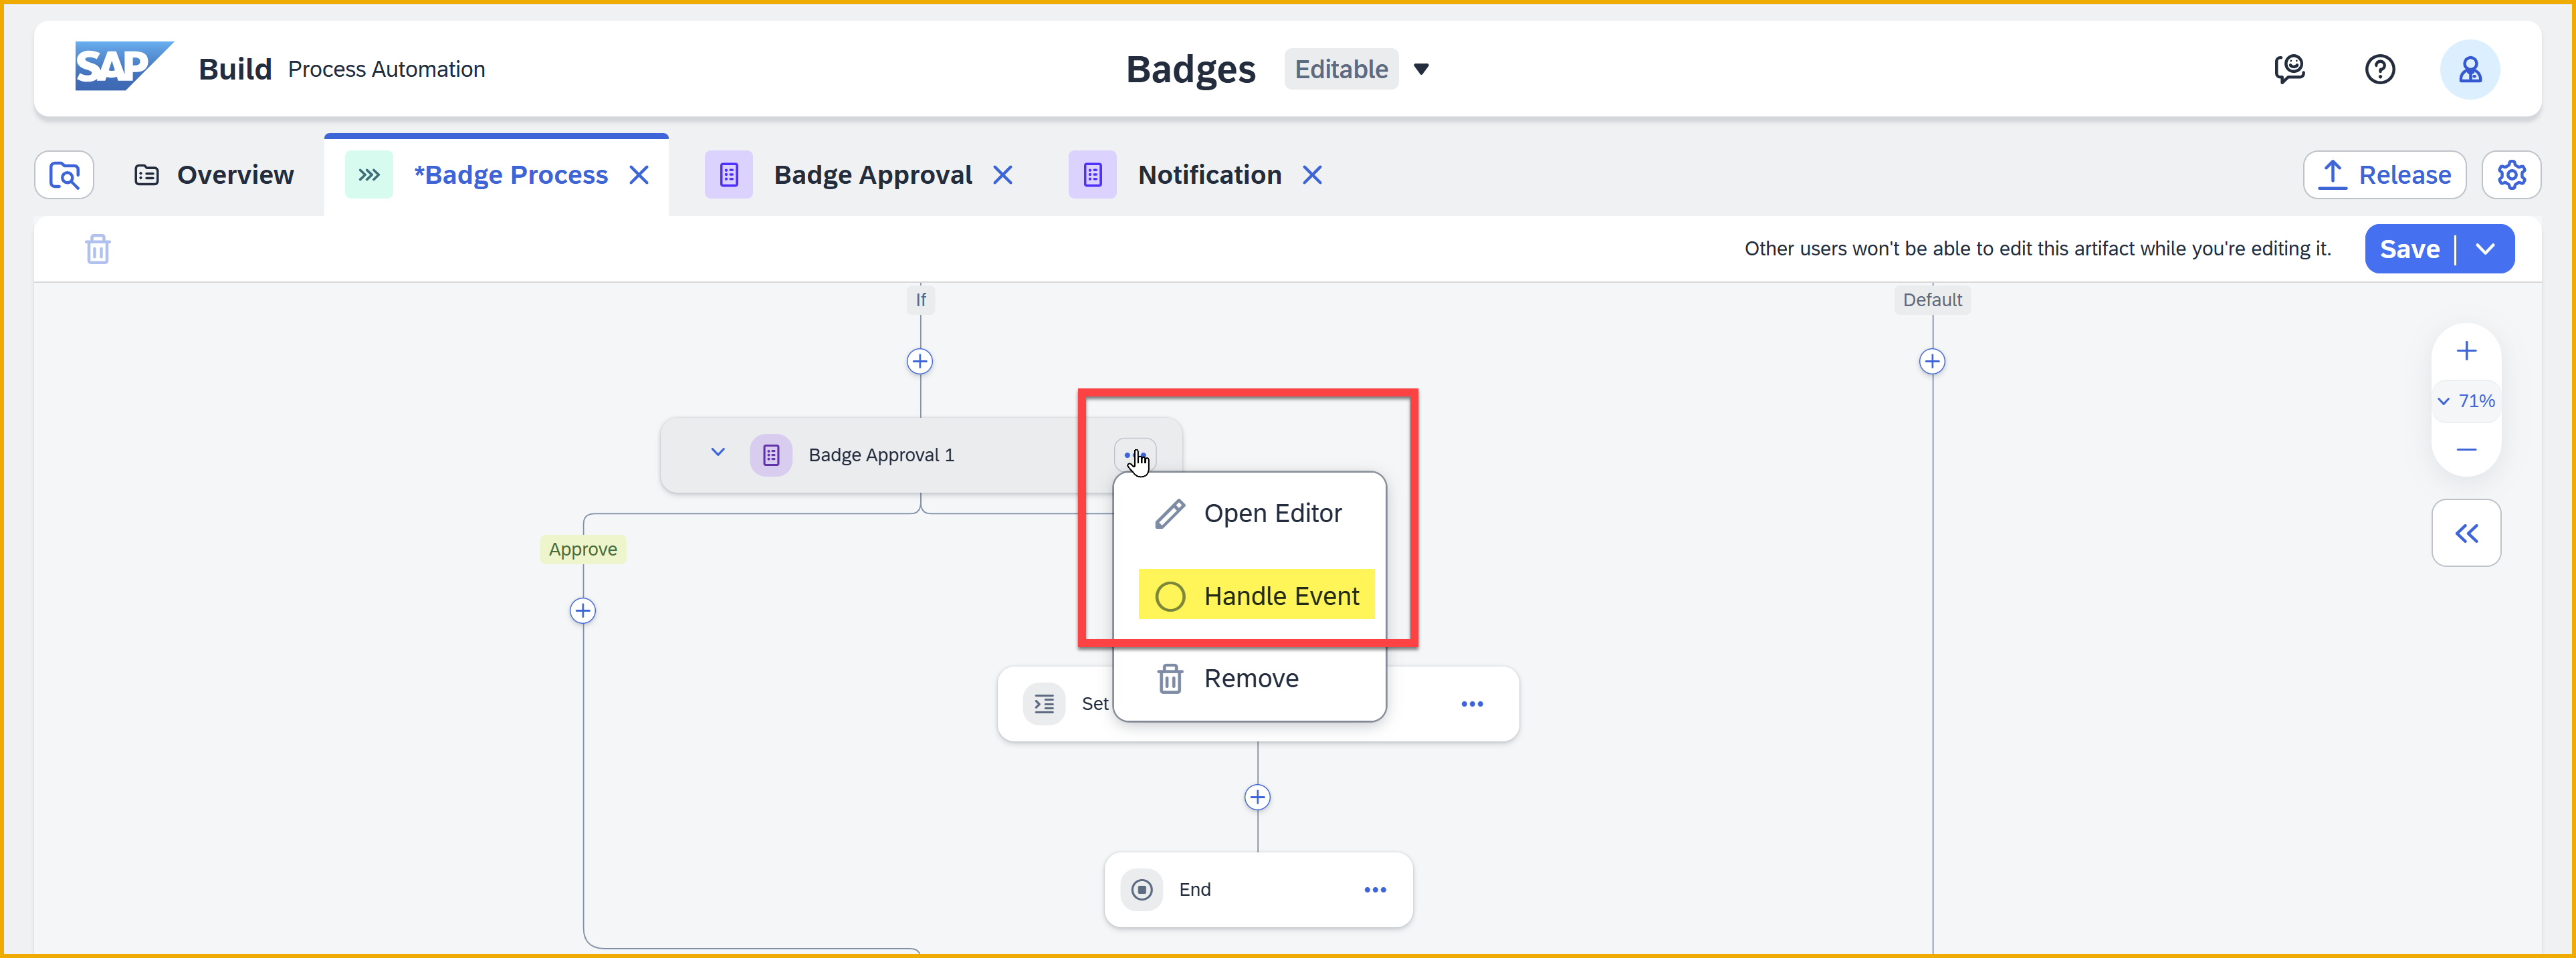 SAP Build Process Automation
Badges Editable
Overview
*Badge Process
Badge Approval
Notification
Release
Other users won't be able to edit this artifact while you're editing it.
Save
If
Default
71%
Badge Approval 1
Open Editor
Approve
Handle Event
Remove
Set
End